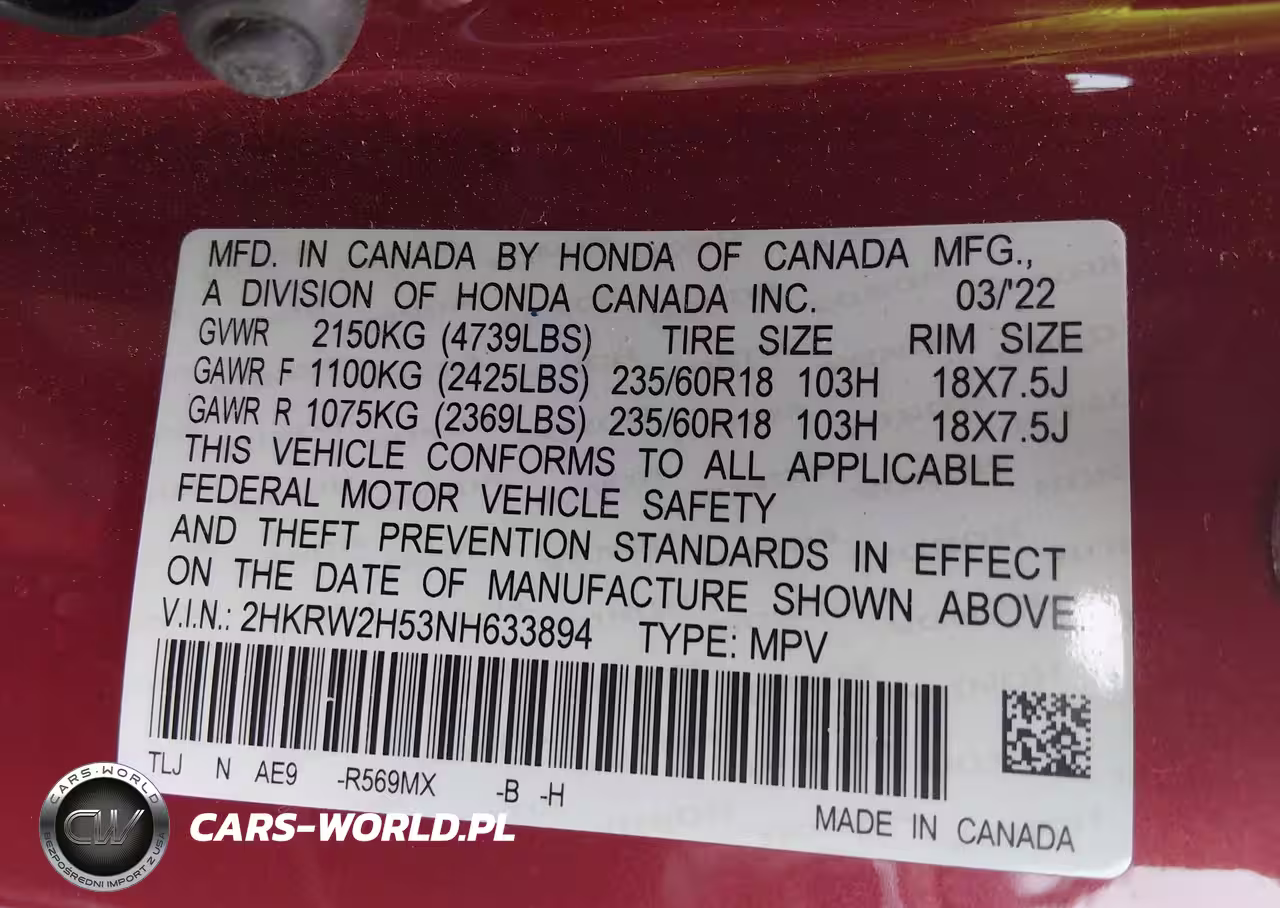 MFD. IN CANADA BY HONDA OF CANADA MFG.,
A DIVISION OF HONDA CANADA INC. 03/'22
GVWR 2150KG (4739LBS) TIRE SIZE RIM SIZE
GAWR F 1100KG (2425LBS) 235/60R18 103H 18X7.5J
GAWR R 1075KG (2369LBS) 235/60R18 103H 18X7.5J
THIS VEHICLE CONFORMS TO ALL APPLICABLE
FEDERAL MOTOR VEHICLE SAFETY
AND THEFT PREVENTION STANDARDS IN EFFECT
ON THE DATE OF MANUFACTURE SHOWN ABOVE.
V.I.N.: 2HKRW2H53NH633894 TYPE: MPV
TLJ N AE9 -R569MX -B -H
MADE IN CANADA
CARS-WORLD
CW
BEZPOŚREDNI IMPORT Z USA
CARS-WORLD.PL